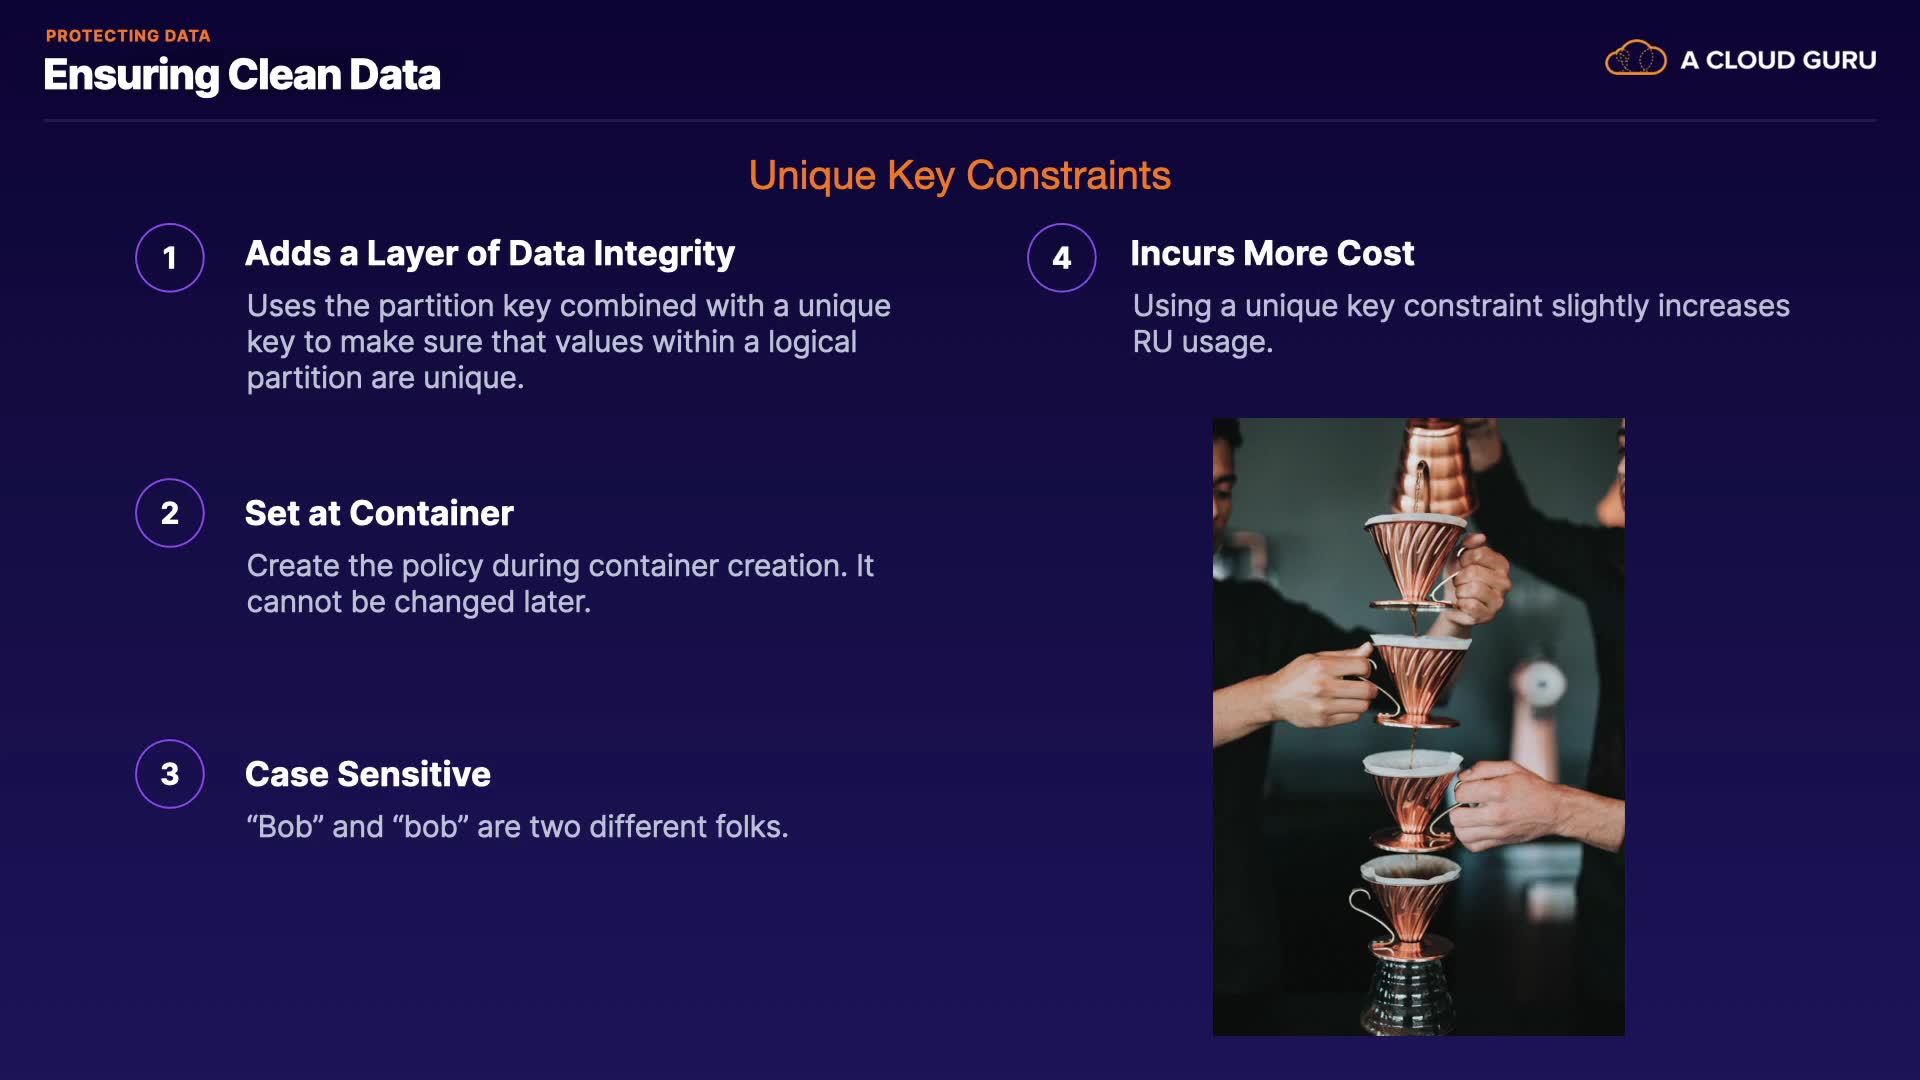 PROTECTING DATA
Ensuring Clean Data
A CLOUD GURU
Unique Key Constraints
1
Adds a Layer of Data Integrity
Uses the partition key combined with a unique
key to make sure that values within a logical
partition are unique.
2
Set at Container
Create the policy during container creation. It
cannot be changed later.
3
Case Sensitive
“Bob” and “bob” are two different folks.
4
Incurs More Cost
Using a unique key constraint slightly increases
RU usage.